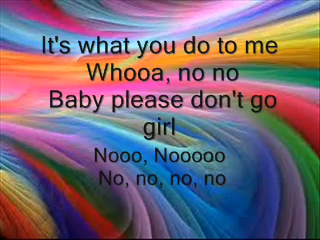 It's what you do to me
Whooa, no no
Baby please don't go
girl
Nooo, Nooooo
No, no, no, no